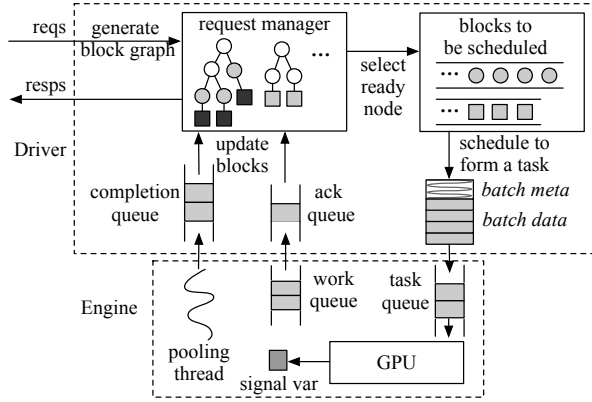 reqs
generate
block graph
request manager
...
blocks to
be scheduled
...
...
select
ready
node
resps
Driver
update
blocks
schedule to
form a task
completion
queue
ack
queue
batch meta
batch data
Engine
work
queue
task
queue
pooling
thread
signal var
GPU